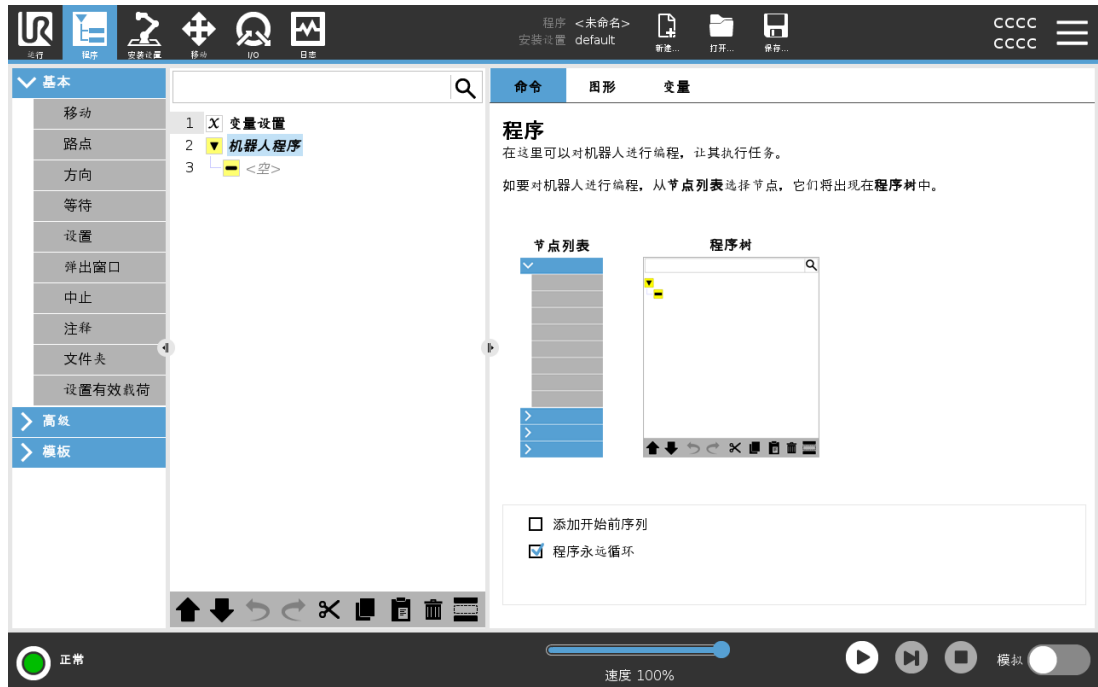 UR
运行
程序
安装设置
移动
I/O
日志
程序 <未命名>
安装设置 default
新建...
打开...
保存...
CCCC
CCCC
基本
移动
路点
方向
等待
设置
弹出窗口
中止
注释
文件夹
设置有效载荷
高级
模板
1 X 变量设置
2 机器人程序
3 <空>
命令 图形 变量
程序
在这里可以对机器人进行编程，让其执行任务。
如要对机器人进行编程，从节点列表选择节点，它们将出现在程序树中。
节点列表 程序树
添加开始前序列
程序永远循环
正常
速度 100%
模拟